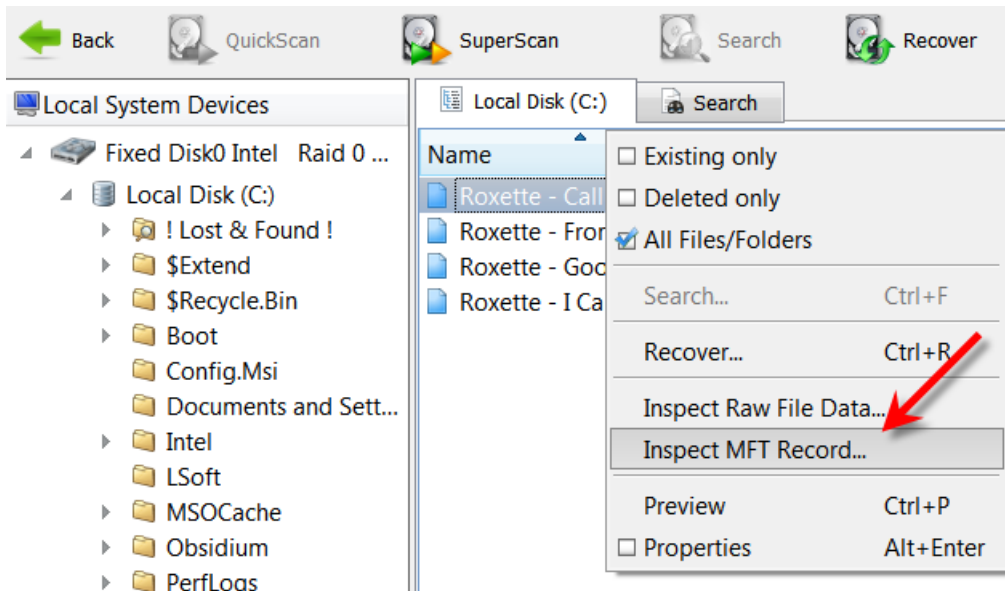 Back QuickScan SuperScan Search Recover
Local System Devices
Fixed Disk0 Intel Raid 0 ...
Local Disk (C:)
! Lost & Found !
$Extend
$Recycle.Bin
Boot
Config.Msi
Documents and Sett...
Intel
LSoft
MSOCache
Obsidium
PerfLogs
Local Disk (C:) Search
Name
Roxette - Call
Roxette - Fror
Roxette - Goo
Roxette - I Ca
Existing only
Deleted only
All Files/Folders
Search... Ctrl+F
Recover... Ctrl+R
Inspect Raw File Data...
Inspect MFT Record...
Preview Ctrl+P
Properties Alt+Enter